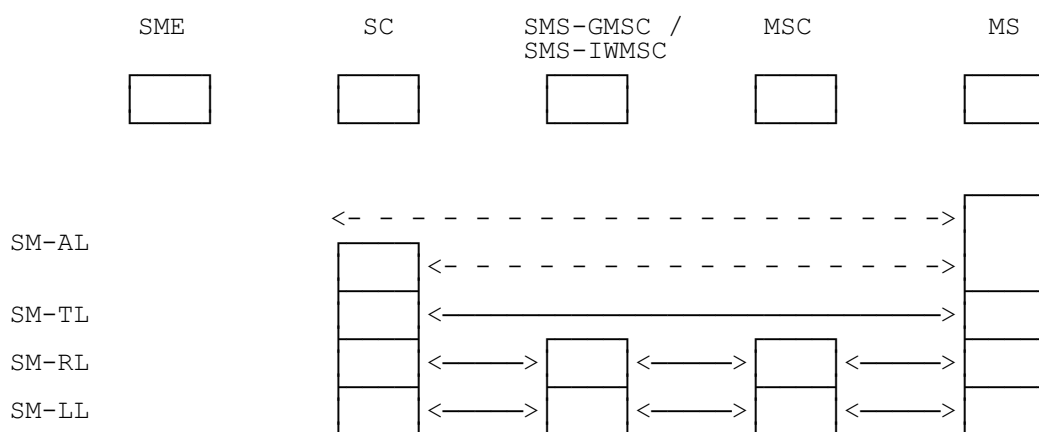 SME SC SMS-GMSC / MSC MS
SMS-IWMSC
SM-AL
SM-TL
SM-RL
SM-LL